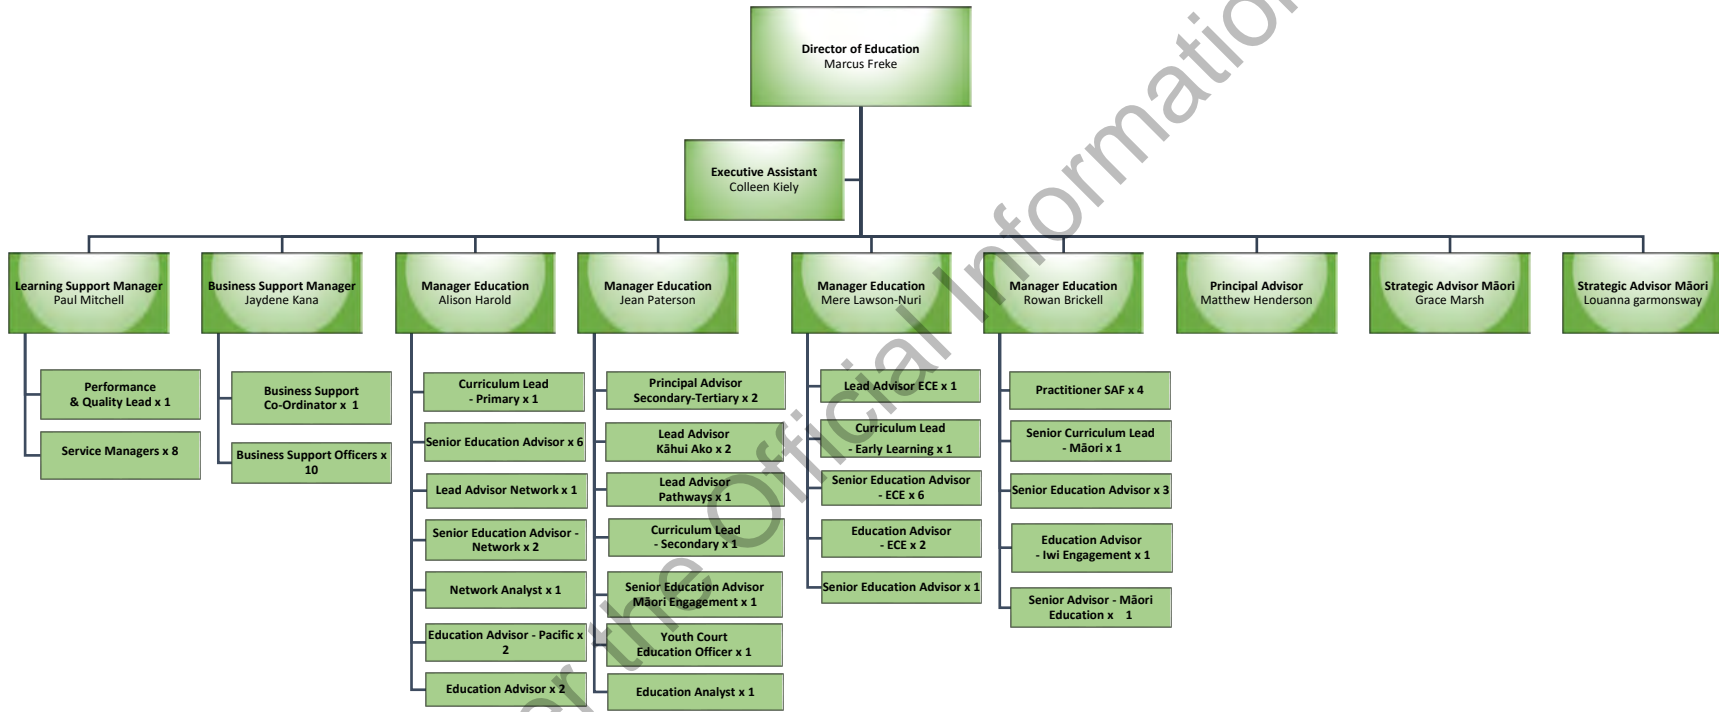 Director of Education
Marcus Freke
Executive Assistant
Colleen Kiely
Learning Support Manager
Paul Mitchell
Business Support Manager
Jaydene Kana
Manager Education
Alison Harold
Manager Education
Jean Paterson
Manager Education
Mere Lawson-Nuri
Manager Education
Rowan Brickell
Principal Advisor
Matthew Henderson
Strategic Advisor Māori
Grace Marsh
Strategic Advisor Māori
Louanna garmonsway
Performance
& Quality Lead x 1
Service Managers x 8
Business Support
Co-Ordinator x 1
Business Support Officers x
10
Curriculum Lead
- Primary x 1
Senior Education Advisor x 6
Lead Advisor Network x 1
Senior Education Advisor -
Network x 2
Network Analyst x 1
Education Advisor - Pacific x
2
Education Advisor x 2
Principal Advisor
Secondary-Tertiary x 2
Lead Advisor
Kāhui Ako x 2
Lead Advisor
Pathways x 1
Curriculum Lead
- Secondary x 1
Senior Education Advisor
Māori Engagement x 1
Youth Court
Education Officer x 1
Education Analyst x 1
Lead Advisor ECE x 1
Curriculum Lead
- Early Learning x 1
Senior Education Advisor
- ECE x 6
Education Advisor
- ECE x 2
Senior Education Advisor x 1
Practitioner SAF x 4
Senior Curriculum Lead
- Māori x 1
Senior Education Advisor x 3
Education Advisor
- Iwi Engagement x 1
Senior Advisor - Māori
Education x 1
the Official Information